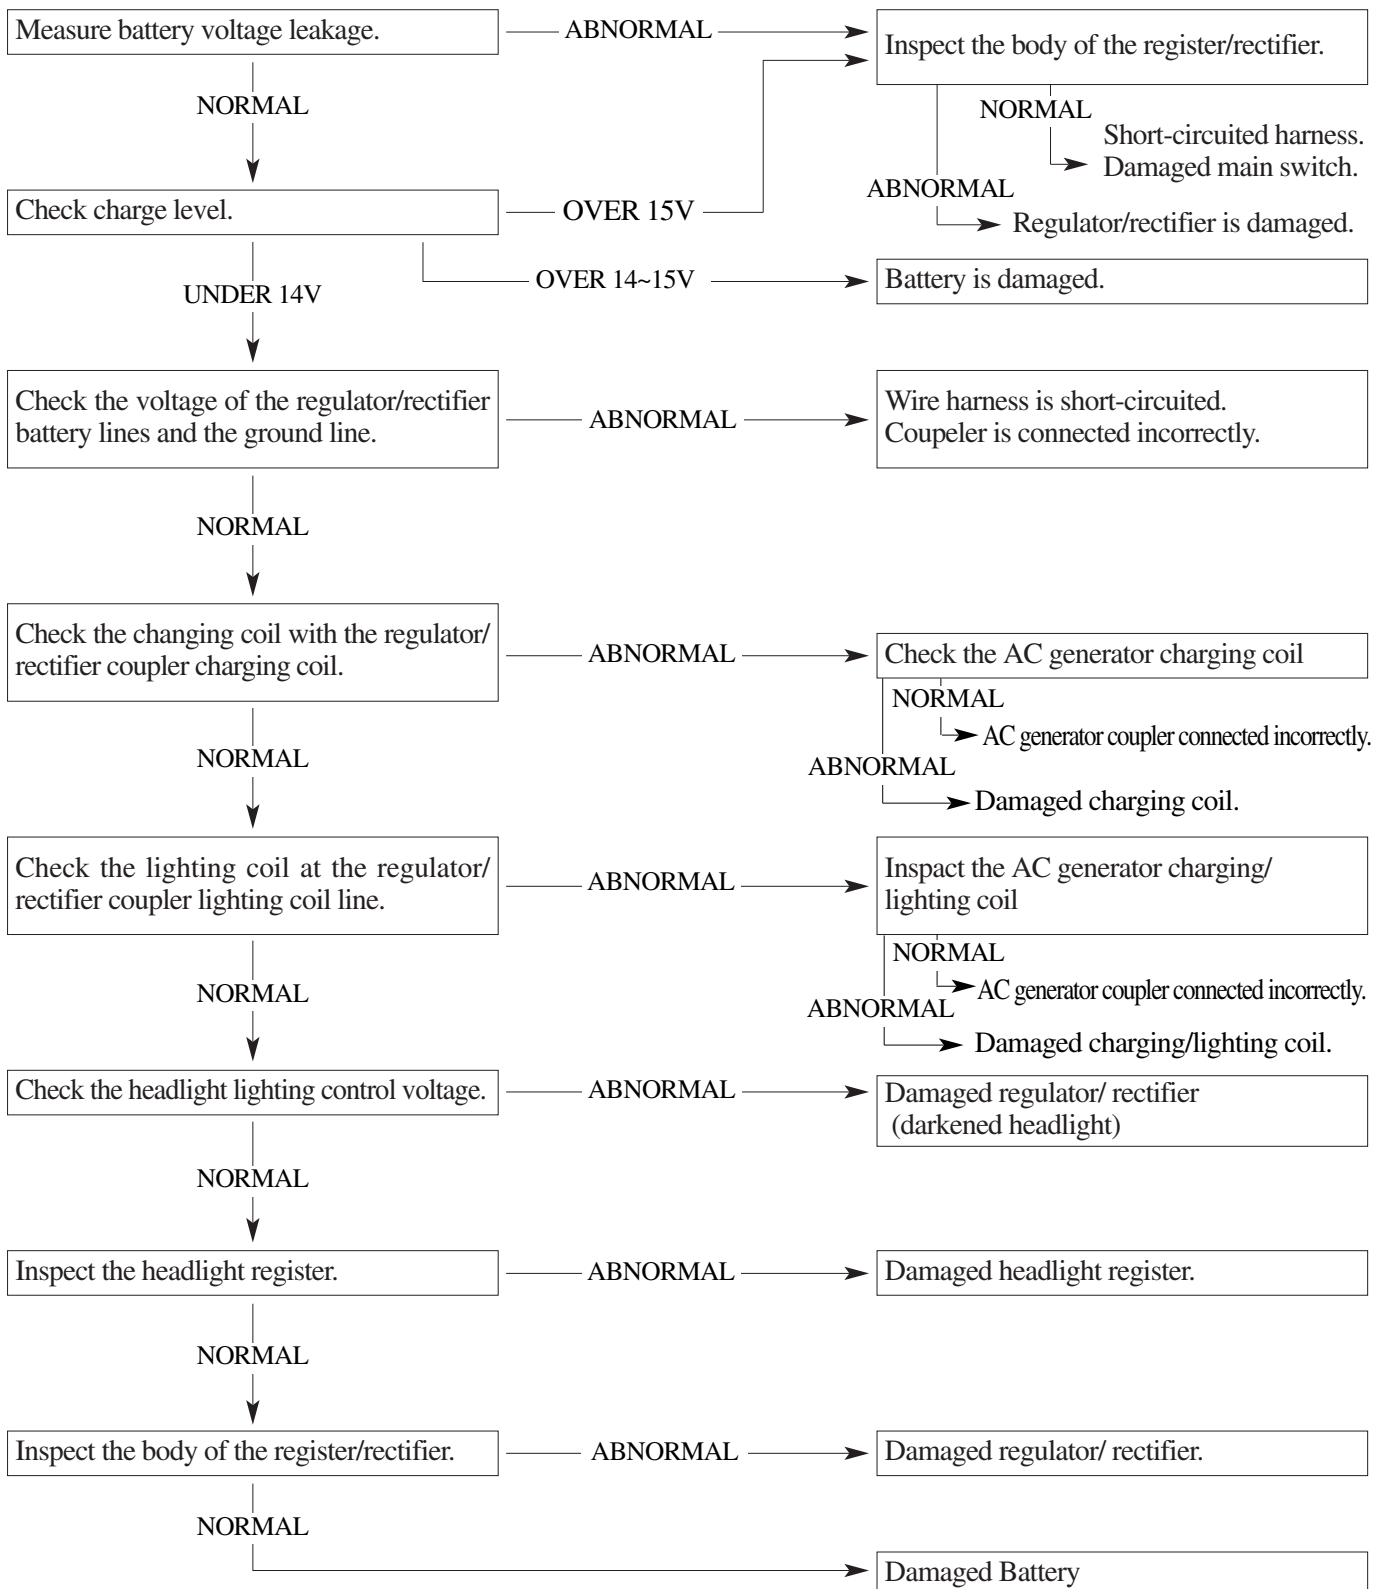 Measure battery voltage leakage.
ABNORMAL
Inspect the body of the register/rectifier.
NORMAL
NORMAL
Short-circuited harness.
Damaged main switch.
ABNORMAL
Regulator/rectifier is damaged.
Check charge level.
OVER 15V
OVER 14~15V
Battery is damaged.
UNDER 14V
Check the voltage of the regulator/rectifier
battery lines and the ground line.
ABNORMAL
Wire harness is short-circuited.
Coupeler is connected incorrectly.
NORMAL
Check the changing coil with the regulator/
rectifier coupler charging coil.
ABNORMAL
Check the AC generator charging coil
NORMAL
AC generator coupler connected incorrectly.
ABNORMAL
Damaged charging coil.
NORMAL
Check the lighting coil at the regulator/
rectifier coupler lighting coil line.
ABNORMAL
Inspact the AC generator charging/
lighting coil
NORMAL
AC generator coupler connected incorrectly.
ABNORMAL
Damaged charging/lighting coil.
NORMAL
Check the headlight lighting control voltage.
ABNORMAL
Damaged regulator/ rectifier
(darkened headlight)
NORMAL
Inspect the headlight register.
ABNORMAL
Damaged headlight register.
NORMAL
Inspect the body of the register/rectifier.
ABNORMAL
Damaged regulator/ rectifier.
NORMAL
Damaged Battery